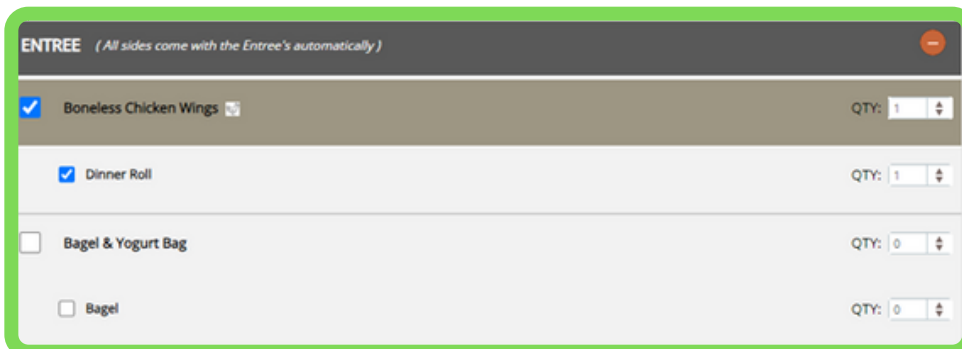 ENTREE ( All sides come with the Entree's automatically )
Boneless Chicken Wings QTY: 1
Dinner Roll QTY: 1
Bagel & Yogurt Bag QTY: 0
Bagel QTY: 0